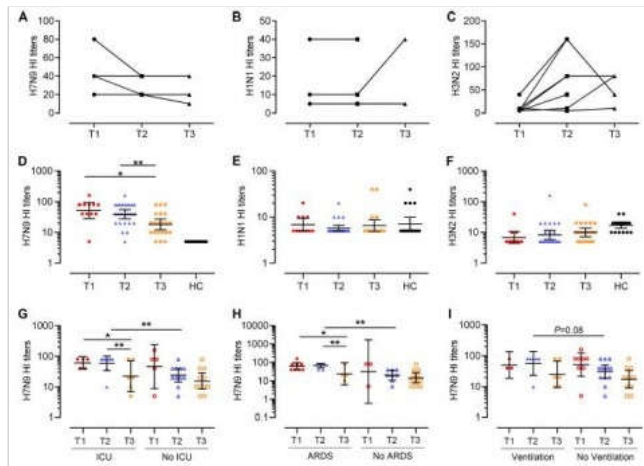 A
H7N9 HI titers
100
80
60
40
20
0
T1 T2 T3
B
H1N1 HI titers
50
40
30
20
10
0
T1 T2 T3
C
H3N2 HI titers
200
150
100
50
0
T1 T2 T3
D
H7N9 HI titers
1000
100
10
1
**
*
T1 T2 T3 HC
E
H1N1 HI titers
100
10
1
T1 T2 T3 HC
F
H3N2 HI titers
1000
100
10
1
T1 T2 T3 HC
G
H7N9 HI titers
1000
100
10
1
**
**
T1 T2 T3 T1 T2 T3
ICU No ICU
H
H7N9 HI titers
10000
1000
100
10
1
0.1
**
*
**
T1 T2 T3 T1 T2 T3
ARDS No ARDS
I
H7N9 HI titers
1000
100
10
1
P=0.08
T1 T2 T3 T1 T2 T3
Ventilation No Ventilation